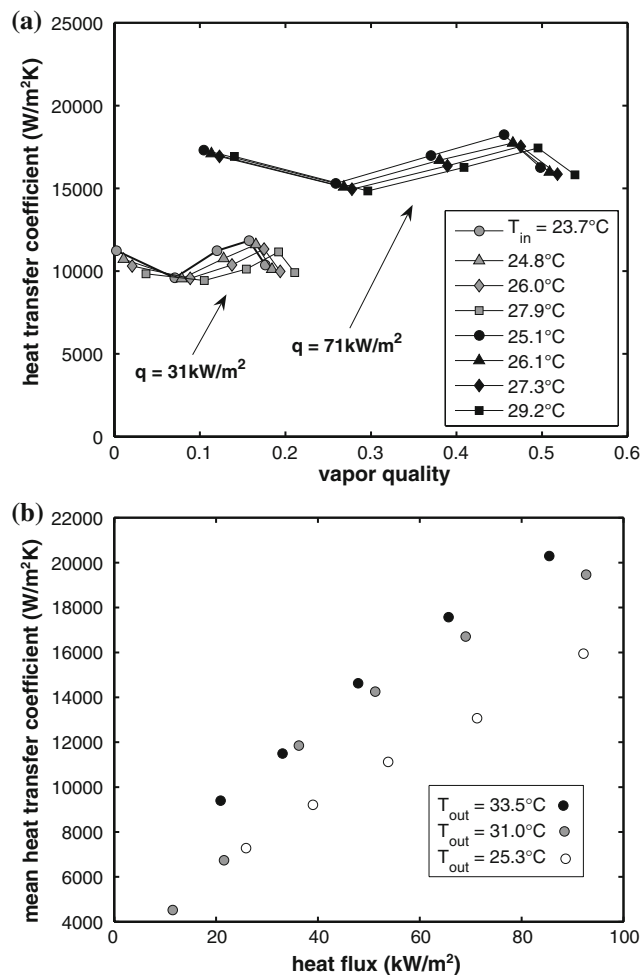 (a)
25000
20000
15000
10000
5000
0
heat transfer coefficient (W/m²K)
q = 31kW/m²
q = 71kW/m²
T_in = 23.7°C
24.8°C
26.0°C
27.9°C
25.1°C
26.1°C
27.3°C
29.2°C
0 0.1 0.2 0.3 0.4 0.5 0.6
vapor quality
(b)
22000
20000
18000
16000
14000
12000
10000
8000
6000
4000
mean heat transfer coefficient (W/m²K)
T_out = 33.5°C
T_out = 31.0°C
T_out = 25.3°C
0 20 40 60 80 100
heat flux (kW/m²)